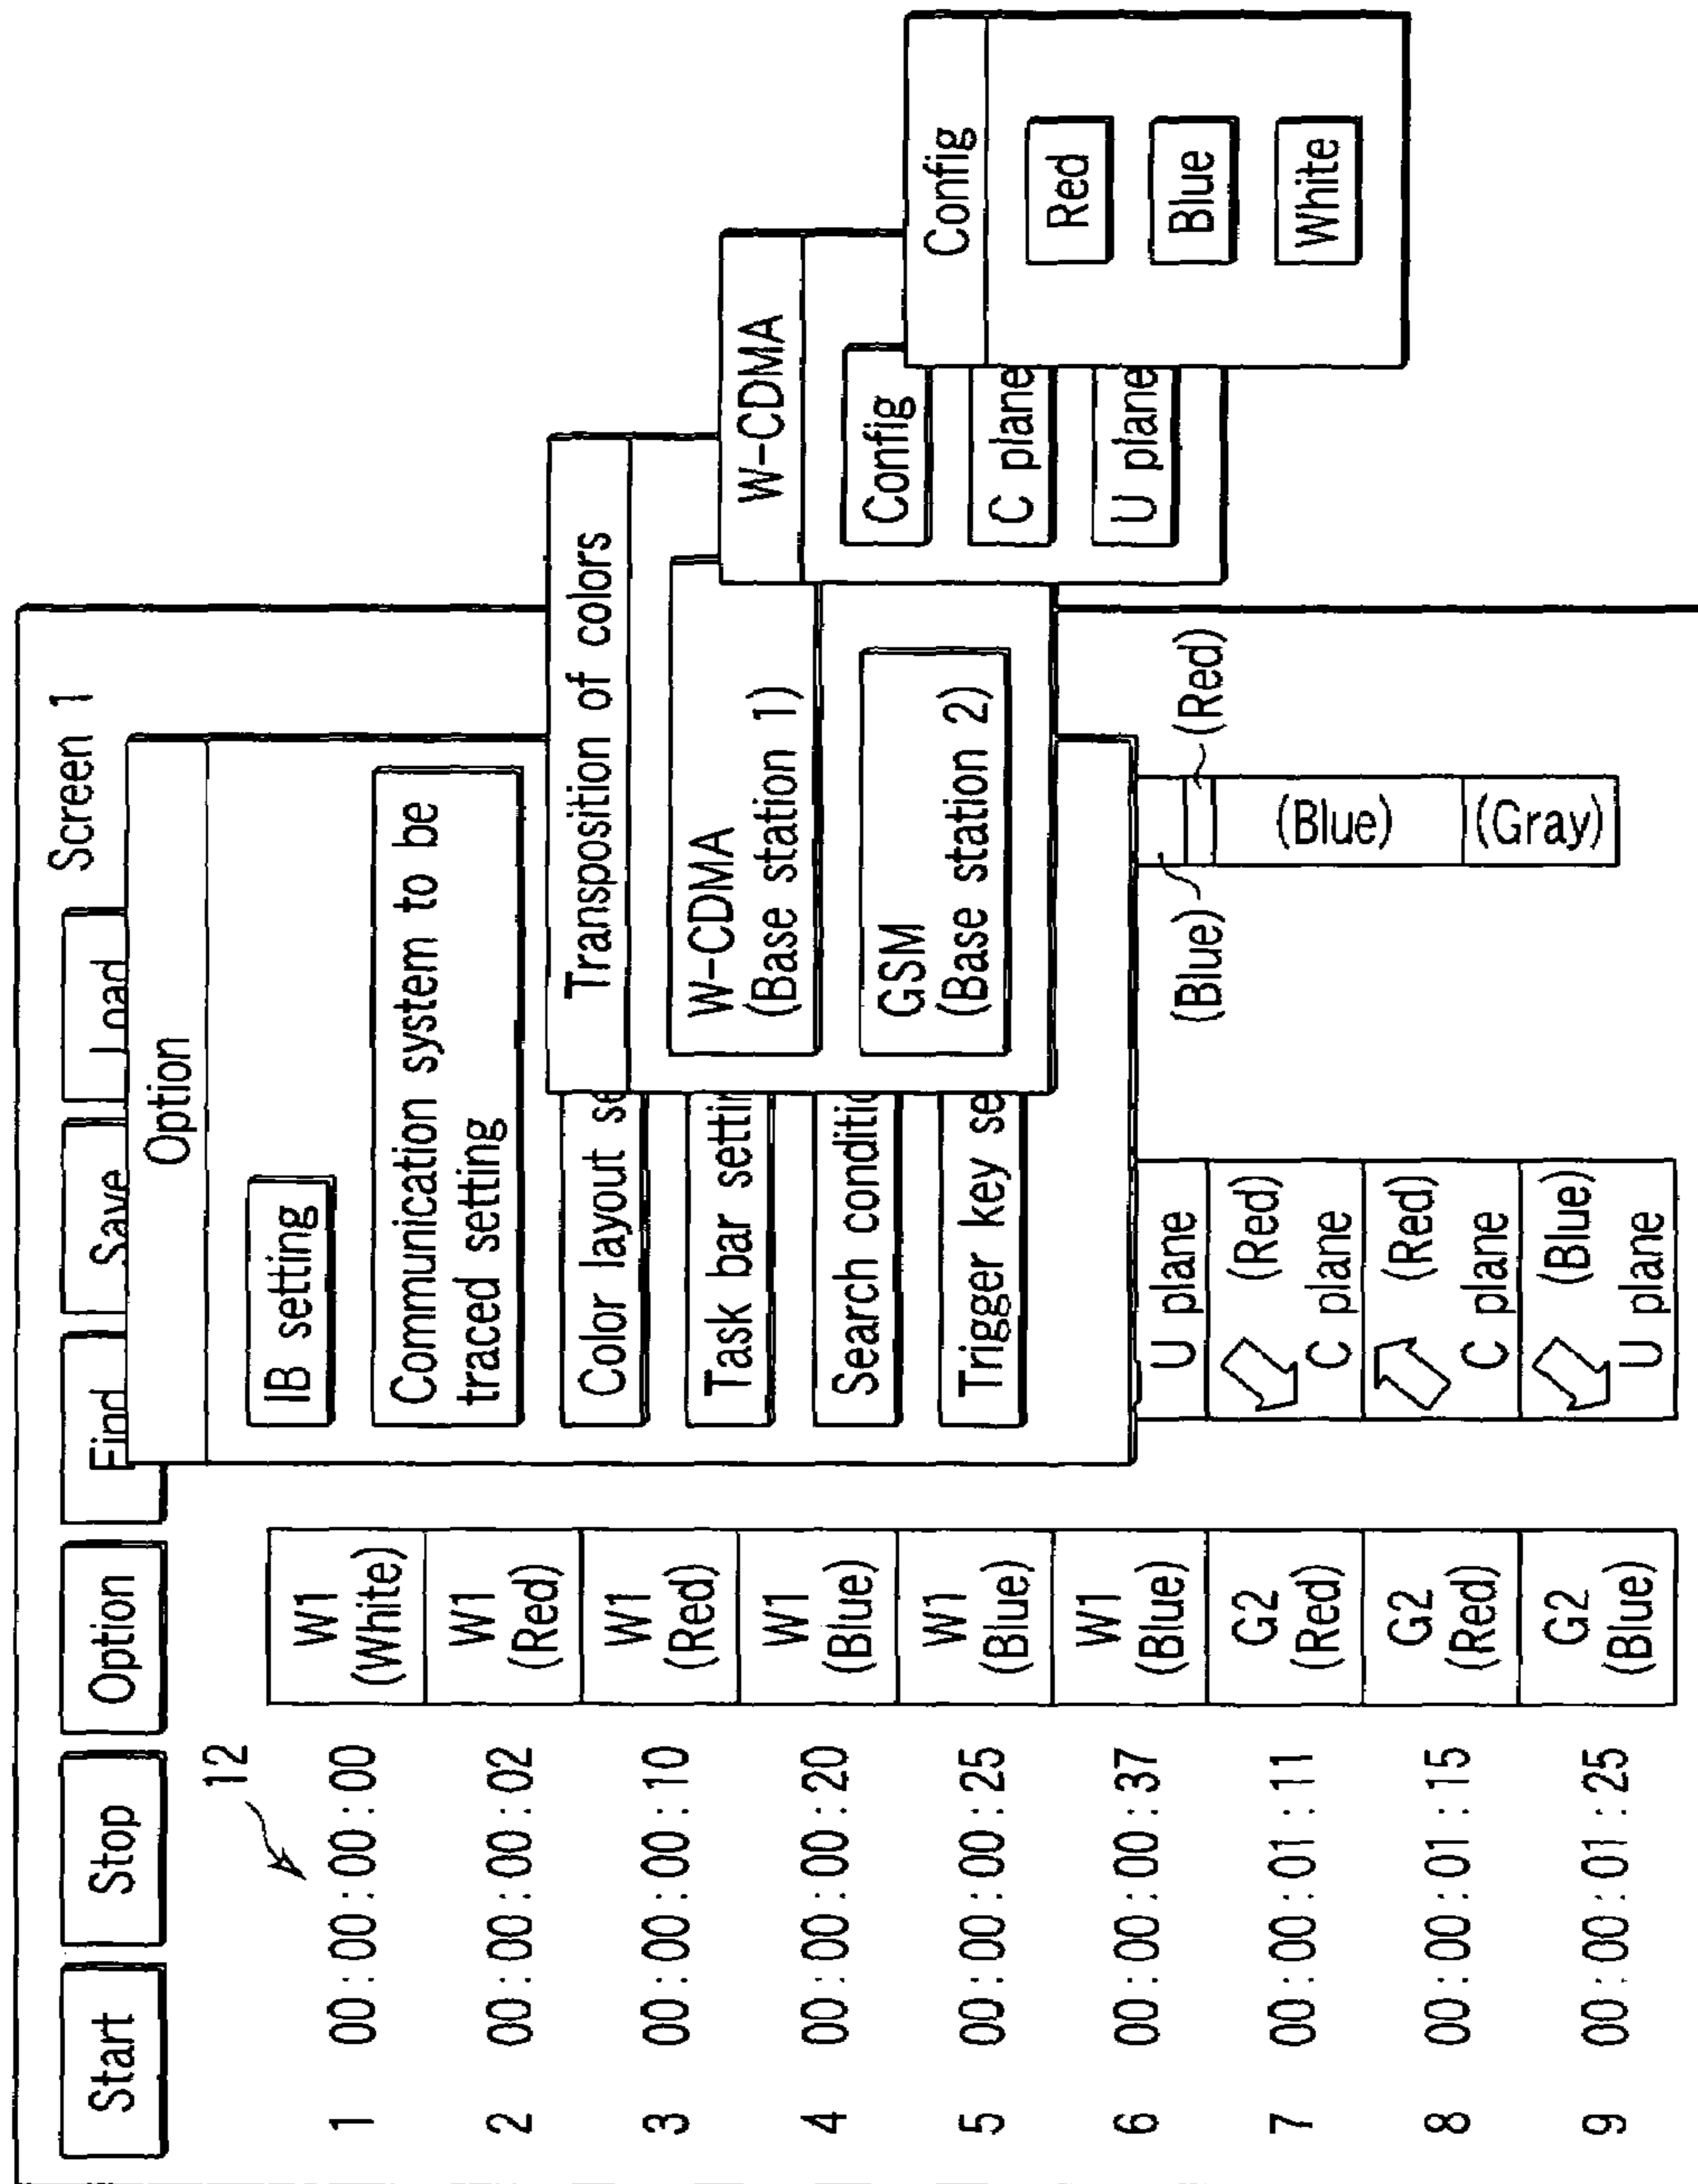 Screen 1
Start
Stop
Option
Find
Save
Load
12
Option
IB setting
Communication system to be
traced setting
Color layout se
Task bar settin
Search conditio
Trigger key se
Transposition of colors
W-CDMA
(Base station 1)
GSM
(Base station 2)
W-CDMA
Config
C plane
U plane
Config
Red
Blue
White
1 00:00:00:00 W1
(White)
2 00:00:00:02 W1
(Red)
3 00:00:00:10 W1
(Red)
4 00:00:00:20 W1
(Blue)
5 00:00:00:25 W1
(Blue)
6 00:00:00:37 W1
(Blue)
U plane
7 00:00:01:11 G2
(Red)
(Red)
C plane
8 00:00:01:15 G2
(Red)
(Red)
C plane
9 00:00:01:25 G2
(Blue)
(Blue)
U plane
(Blue)
(Red)
(Blue)
(Gray)